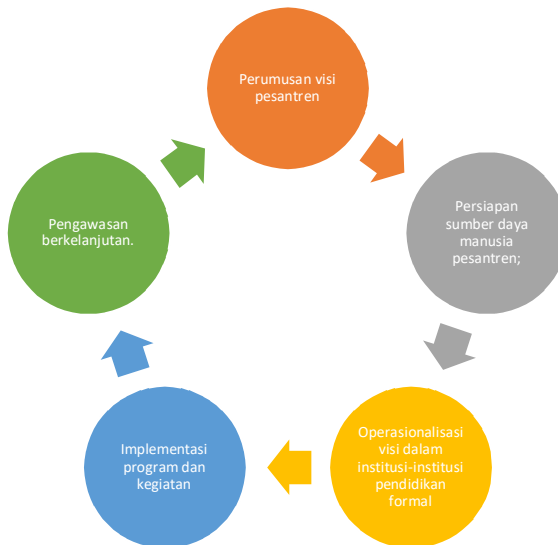 Perumusan visi
pesantren
Persiapan
sumber daya
manusia
pesantren;
Operasionalisasi
visi dalam
institusi-institusi
pendidikan
formal
Implementasi
program dan
kegiatan
Pengawasan
berkelanjutan.